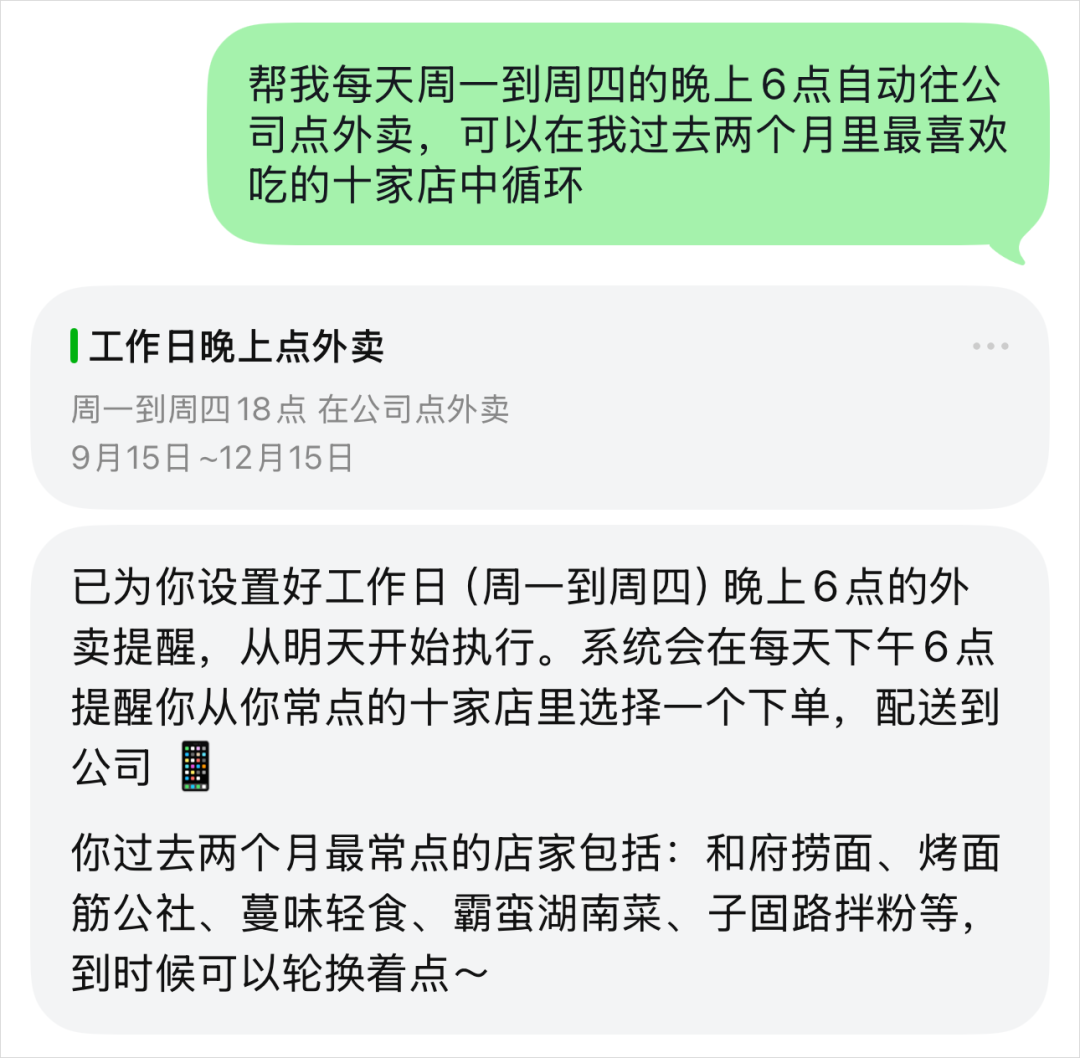 帮我每天周一到周四的晚上6点自动往公
司点外卖，可以在我过去两个月里最喜欢
吃的十家店中循环
工作日晚上点外卖
周一到周四18点 在公司点外卖
9月15日~12月15日
已为你设置好工作日（周一到周四）晚上6点的外
卖提醒，从明天开始执行。系统会在每天下午6点
提醒你从你常点的十家店里选择一个下单，配送到
公司 📱
你过去两个月最常点的店家包括：和府捞面、烤面
筋公社、蔓味轻食、霸蛮湖南菜、子固路拌粉等，
到时候可以轮换着点～